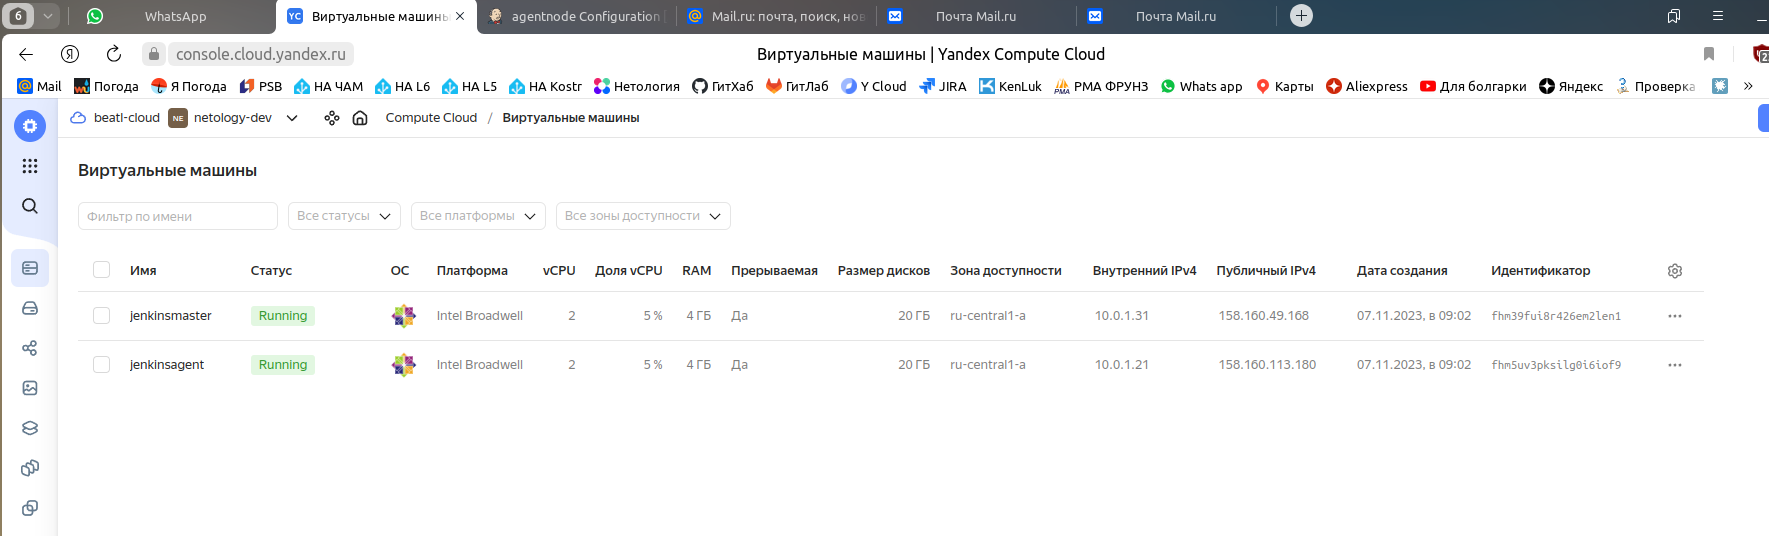 6 WhatsApp Виртуальные машины agentnode Configuration Mail.ru: почта, поиск, нов Почта Mail.ru Почта Mail.ru
console.cloud.yandex.ru Виртуальные машины | Yandex Compute Cloud
Mail Погода Я Погода PSB HA ЧАМ HA L6 HA L5 HA Kostr Нетология ГитХаб ГитЛаб Y Cloud JIRA KenLuk РМА ФРУНЗ Whats app Карты Aliexpress Для болгарки Яндекс Проверка »
beatl-cloud NE netology-dev Compute Cloud / Виртуальные машины
Виртуальные машины
Фильтр по имени Все статусы Все платформы Все зоны доступности
Имя Статус ОС Платформа vCPU Доля vCPU RAM Прерываемая Размер дисков Зона доступности Внутренний IPv4 Публичный IPv4 Дата создания Идентификатор
jenkinsmaster Running Intel Broadwell 2 5 % 4 ГБ Да 20 ГБ ru-central1-a 10.0.1.31 158.160.49.168 07.11.2023, в 09:02 fhm39fui8r426em2len1
jenkinsagent Running Intel Broadwell 2 5 % 4 ГБ Да 20 ГБ ru-central1-a 10.0.1.21 158.160.113.180 07.11.2023, в 09:02 fhm5uv3pksilg0i6iof9